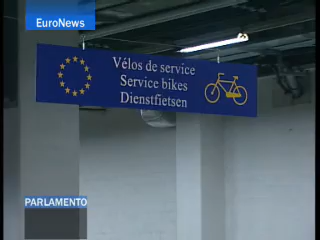 EuroNews
Vélos de service
Service bikes
Dienstfietsen
PARLAMENTO